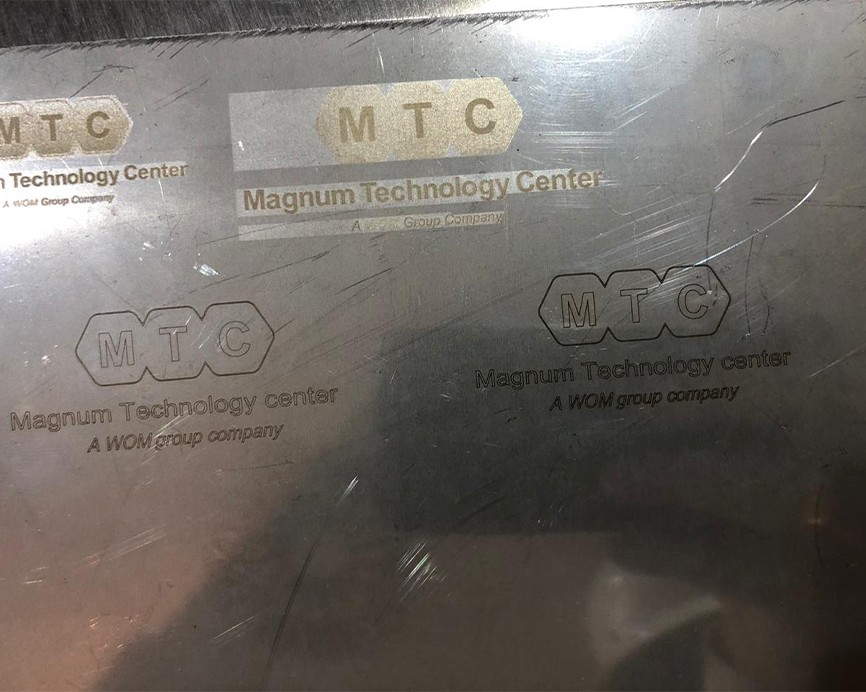 M T C
Technology Center
A WOM Group Company
M T C
Magnum Technology Center
A Group Company
M T C
Magnum Technology center
A WOM group company
M T C
Magnum Technology center
A WOM group company